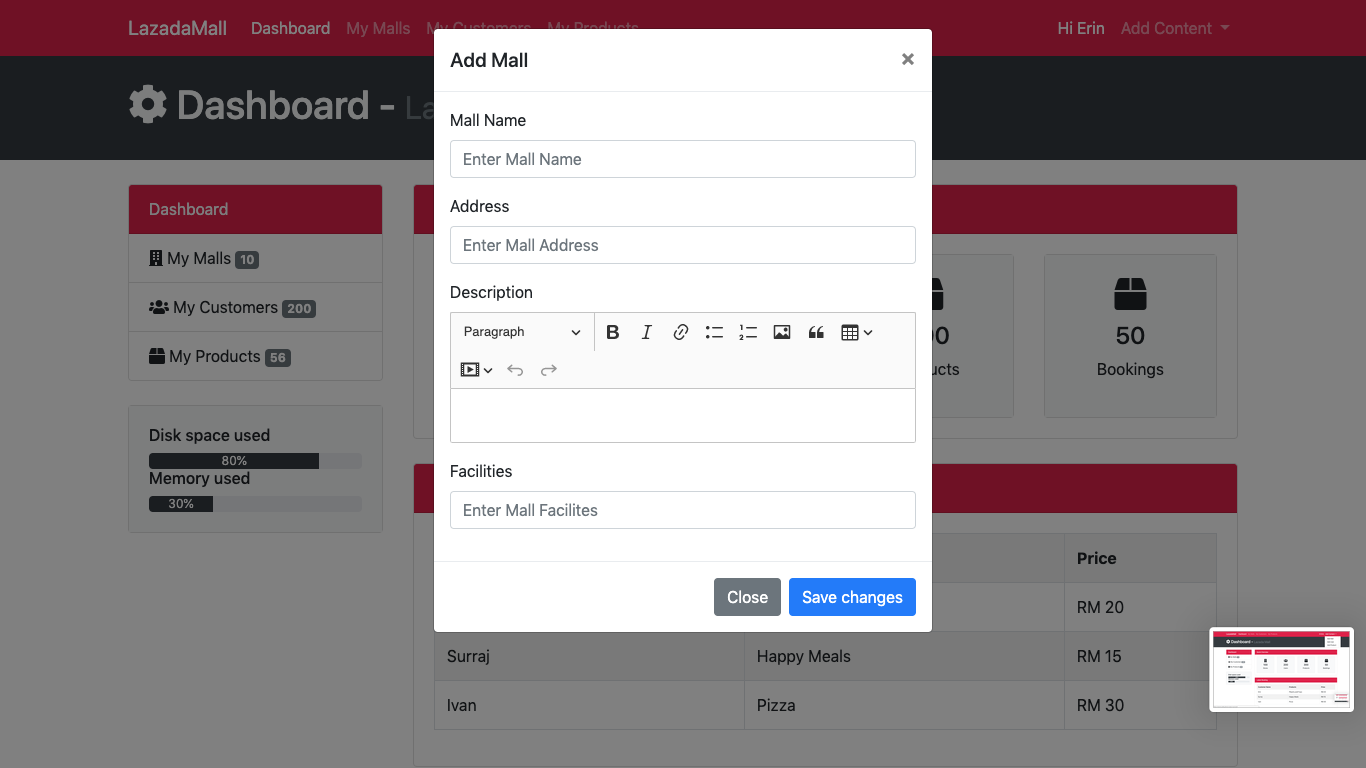 LazadaMall Dashboard My Malls My Customers My Products Hi Erin Add Content
Dashboard - La
Add Mall ×
Mall Name
Enter Mall Name
Address
Enter Mall Address
Description
Paragraph
Facilities
Enter Mall Facilites
Close Save changes
Dashboard
My Malls 10
My Customers 200
My Products 56
Disk space used
80%
Memory used
30%
50
Bookings
Price
RM 20
Surraj Happy Meals RM 15
Ivan Pizza RM 30